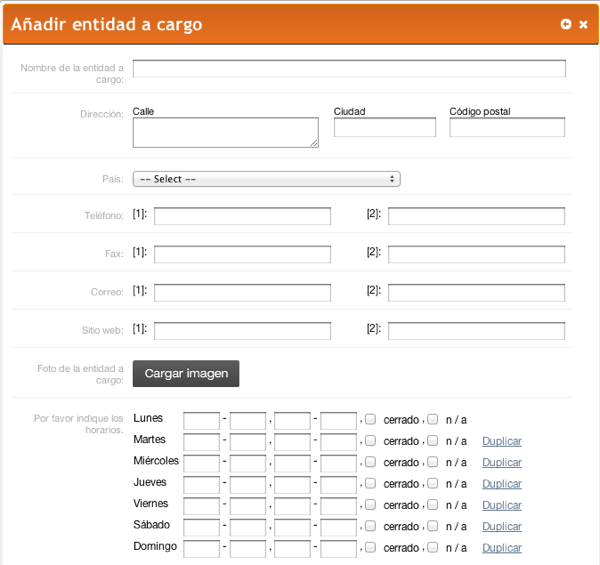 Añadir entidad a cargo
Nombre de la entidad a
cargo:
Dirección: Calle Ciudad Código postal
País: -- Select --
Teléfono: [1]: [2]:
Fax: [1]: [2]:
Correo: [1]: [2]:
Sitio web: [1]: [2]:
Foto de la entidad a
cargo:
Cargar imagen
Por favor indique los
horarios.
Lunes - , - , cerrado , n / a
Martes - , - , cerrado , n / a Duplicar
Miércoles - , - , cerrado , n / a Duplicar
Jueves - , - , cerrado , n / a Duplicar
Viernes - , - , cerrado , n / a Duplicar
Sábado - , - , cerrado , n / a Duplicar
Domingo - , - , cerrado , n / a Duplicar